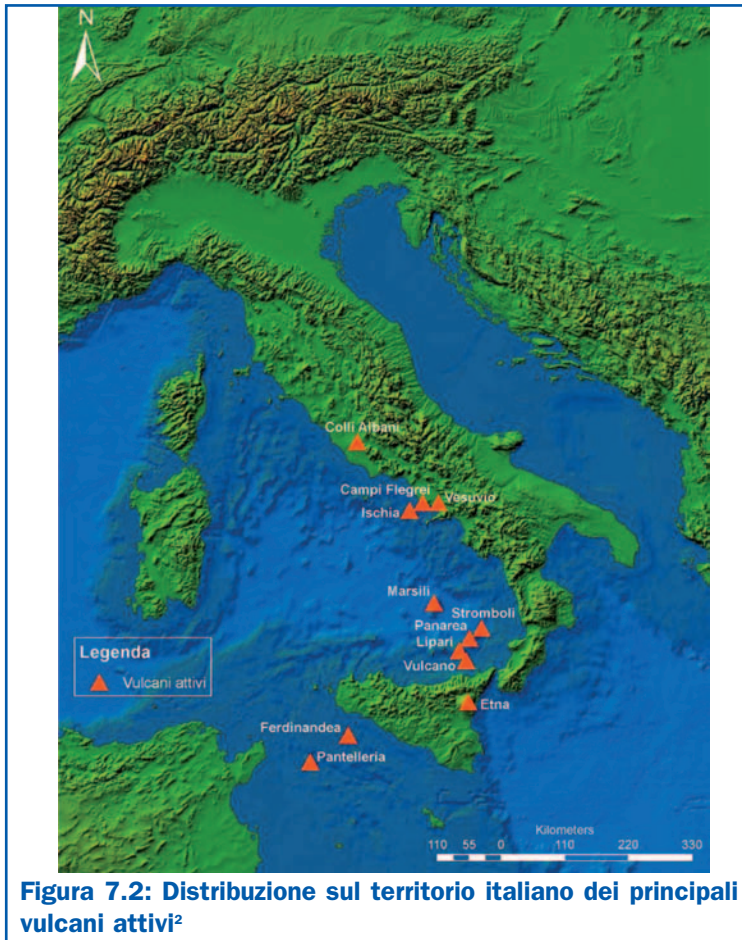 N
Colli Albani
Campi Flegrei
Vesuvio
Ischia
Marsili
Stromboli
Panarea
Lipari
Vulcano
Legenda
Vulcani attivi
Etna
Ferdinandea
Pantelleria
Kilometers
110 55 0 110 220 330
Figura 7.2: Distribuzione sul territorio italiano dei principali
vulcani attivi²